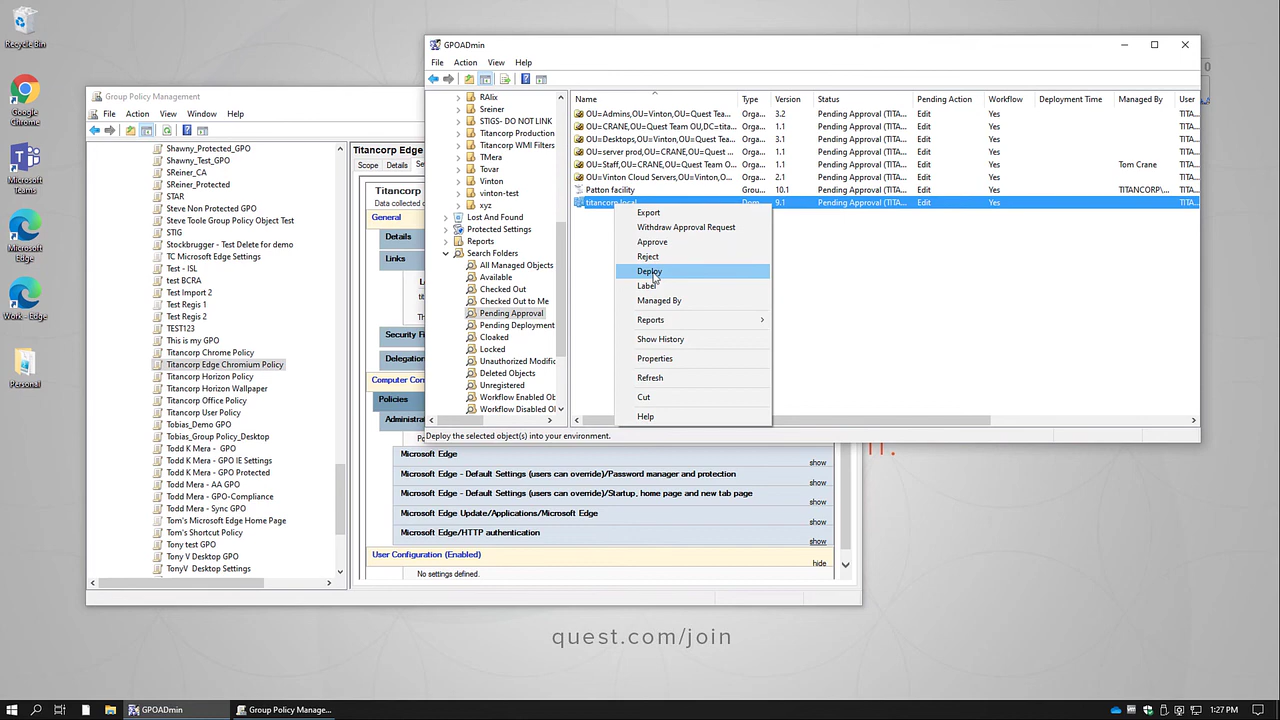 Recycle Bin
Google
Chrome
Microsoft
Teams
Microsoft
Edge
Work - Edge
Personal
Group Policy Management
File Action View Window Help
Shawny_Protected_GPO
Shawny_Test_GPO
SReiner_CA
SReiner_Protected
STAR
Steve Non Protected GPO
Steve Toole Group Policy Object Test
STIG
Stockbrugger - Test Delete for demo
TC Microsoft Edge Settings
Test - ISL
test BCRA
Test Import 2
Test Regis 1
Test Regis 2
TEST123
This is my GPO
Titancorp Chrome Policy
Titancorp Edge Chromium Policy
Titancorp Horizon Policy
Titancorp Horizon Wallpaper
Titancorp Other Policy
Titancorp User Policy
Tobias_Demo GPO
Tobias_Group Policy_Desktop
Todd K Mera - GPO
Todd K Mera - GPO IE Settings
Todd K Mera - GPO Protected
Todd Mera - AA GPO
Todd Mera - GPO-Compliance
Todd Mera - Sync GPO
Tom's Microsoft Edge Home Page
Tom's Shortcut Policy
Tony test GPO
Tony V Desktop GPO
TonyV Desktop Settings
Titancorp Edge
Scope Details Se
Titancorp
Data collected o
General
Details
Links
Security Fi
Delegation
Computer Con
Policies
Administra
Microsoft Edge
show
Microsoft Edge - Default Settings (users can override)/Password manager and protection
show
Microsoft Edge - Default Settings (users can override)/Startup, home page and new tab page
show
Microsoft Edge Update/Applications/Microsoft Edge
show
Microsoft Edge/HTTP authentication
show
User Configuration (Enabled)
hide
No settings defined.
GPOADmin
File Action View Help
RAlix
Sreiner
STIGS- DO NOT LINK
Titancorp Production
Titancorp WMI Filters
TMera
Tovar
Vinton
vinton-test
xyz
Lost And Found
Protected Settings
Reports
Search Folders
All Managed Objects
Available
Checked Out
Checked Out to Me
Pending Approval
Pending Deployment
Cloaked
Locked
Unauthorized Modific
Deleted Objects
Unregistered
Workflow Enabled Ob
Workflow Disabled Ol
Name Type Version Status Pending Action Workflow Deployment Time Managed By User
OU=Admins,OU=Quest Tea... Orga... 3.2 Pending Approval (TITA... Edit Yes TITA...
OU=CRANE,OU=Quest Team OU,DC=tita... Orga... 1.1 Pending Approval (TITA... Edit Yes TITA...
OU=Desktops,OU=Vinton,OU=Quest Te... Orga... 3.1 Pending Approval (TITA... Edit Yes TITA...
OU=server prod,OU=CRANE,OU=Quest ... Orga... 1.1 Pending Approval (TITA... Edit Yes TITA...
OU=Staff,OU=CRANE,OU=Quest Team O... Orga... 1.1 Pending Approval (TITA... Edit Yes Tom Crane TITA...
OU=Vinton Cloud Servers,OU=Vinton,O... Orga... 2.1 Pending Approval (TITA... Edit Yes TITA...
Patton facility Grou... 10.1 Pending Approval (TITA... Edit Yes TITANCORP\... TITA...
titancorp.local Dom... 9.1 Pending Approval (TITA... Edit Yes TITA...
Export
Withdraw Approval Request
Approve
Reject
Deploy
Label
Managed By
Reports
Show History
Properties
Refresh
Cut
Help
Deploy the selected object(s) into your environment.
IT.
quest.com/join
GPOADmin Group Policy Manage... 1:27 PM